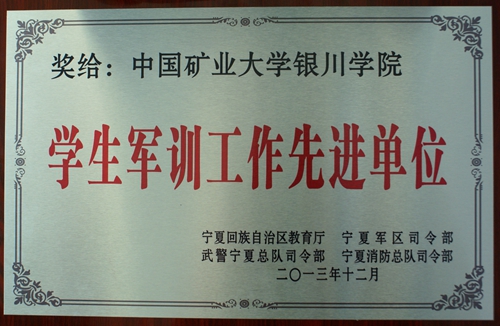 奖给：中国矿业大学银川学院
学生军训工作先进单位
宁夏回族自治区教育厅 宁夏军区司令部
武警宁夏总队司令部 宁夏消防总队司令部
二〇一三年十二月